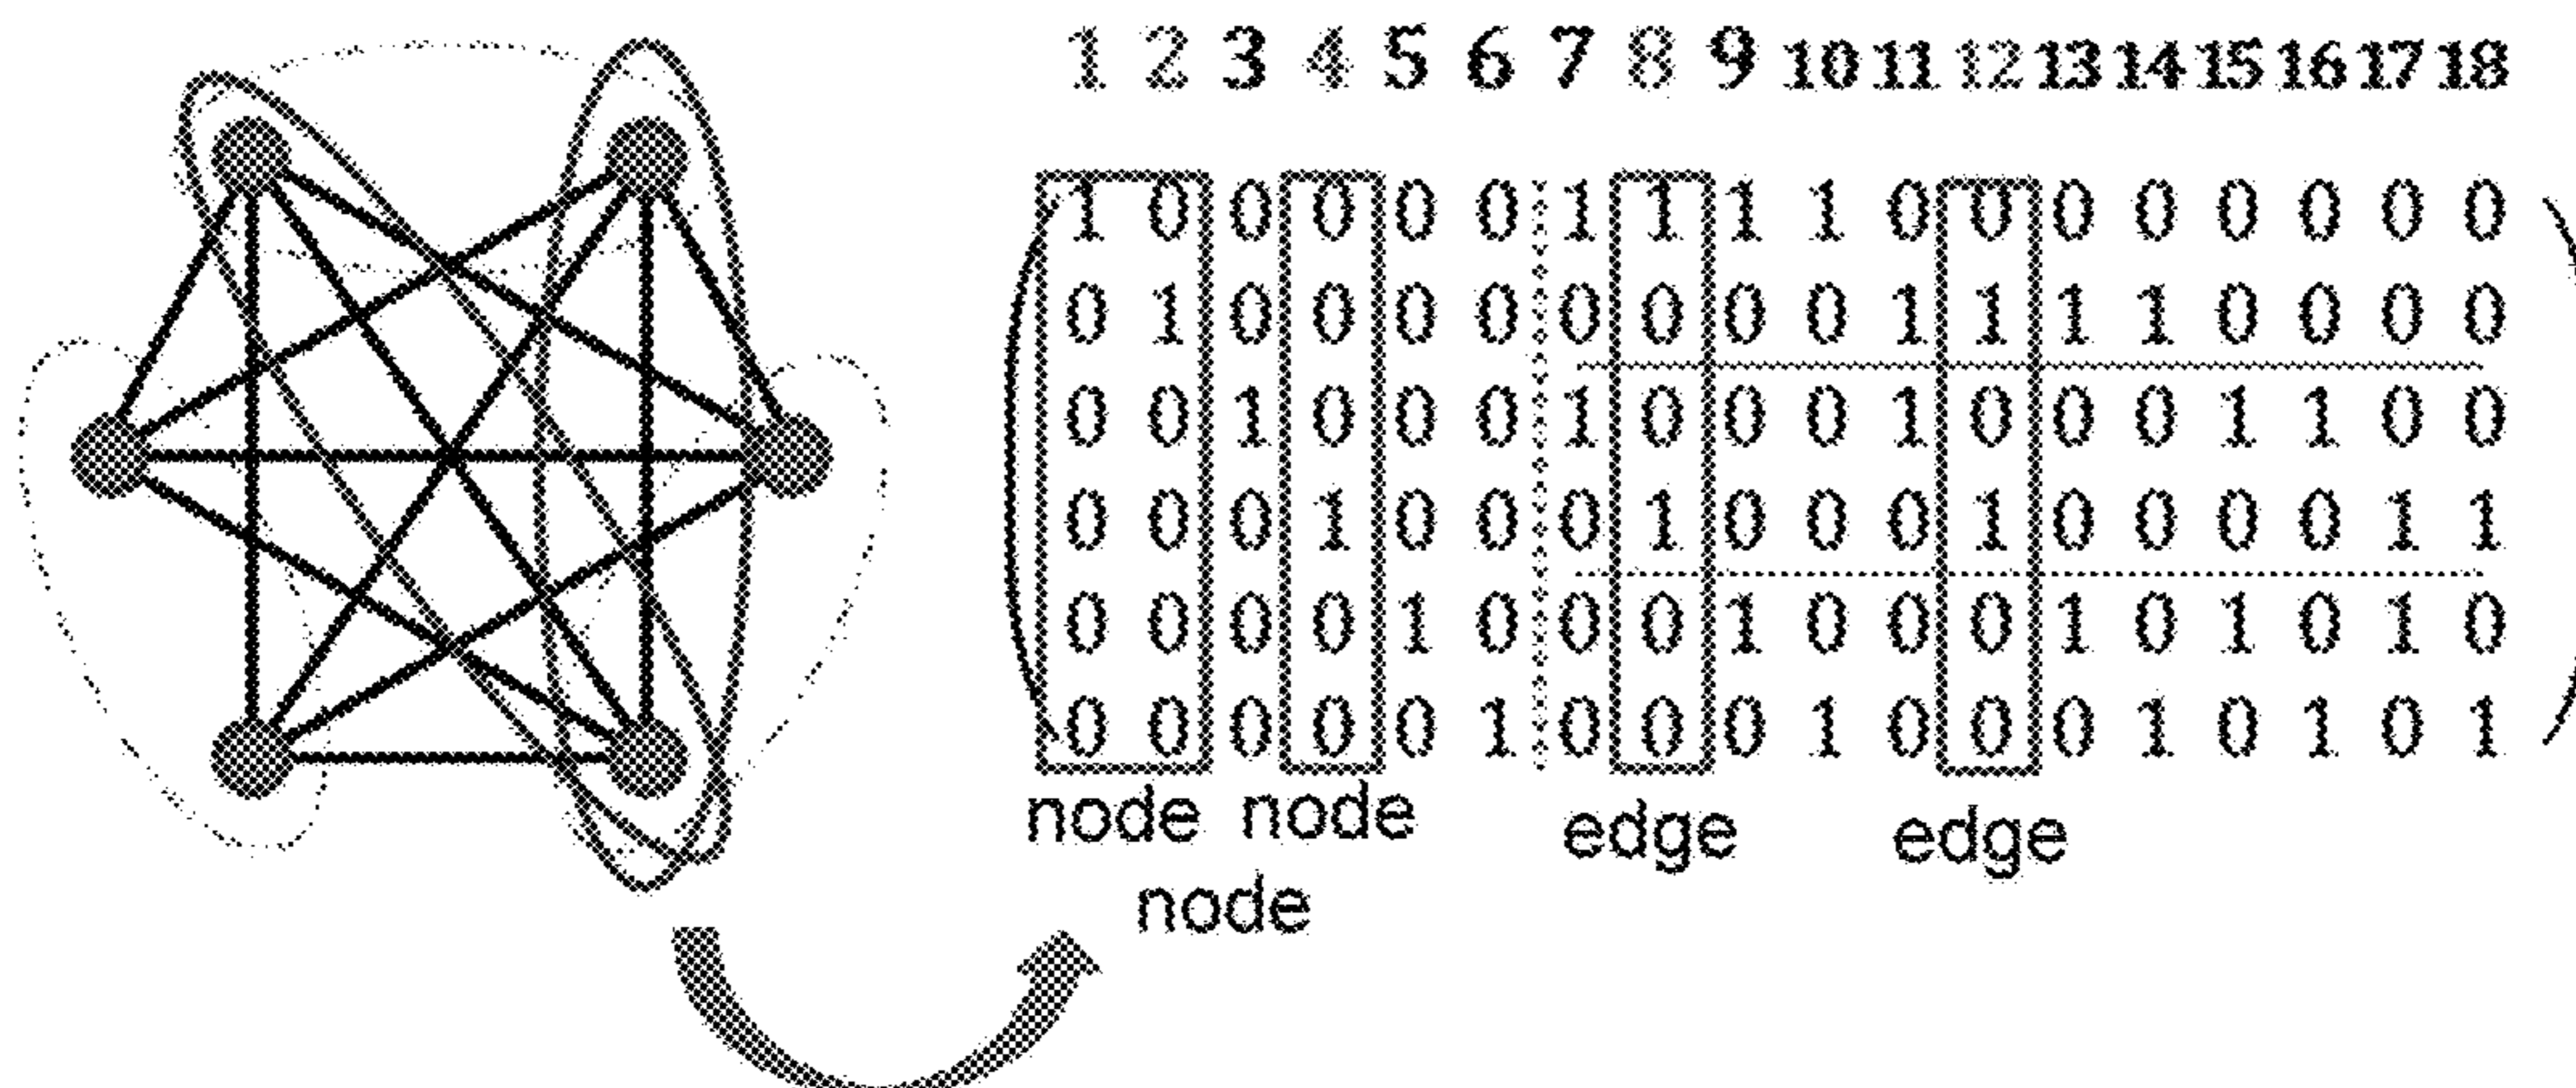 1 2 3 4 5 6 7 8 9 10 11 12 13 14 15 16 17 18
1 0 0 0 0 0 1 1 1 1 0 0 0 0 0 0 0 0
0 1 0 0 0 0 0 0 0 0 1 1 1 1 0 0 0 0
0 0 1 0 0 0 1 0 0 0 1 0 0 0 1 1 0 0
0 0 0 1 0 0 0 1 0 0 0 1 0 0 0 0 1 1
0 0 0 0 1 0 0 0 1 0 0 0 1 0 1 0 1 0
0 0 0 0 0 1 0 0 0 1 0 0 0 1 0 1 0 1
node node edge edge
node